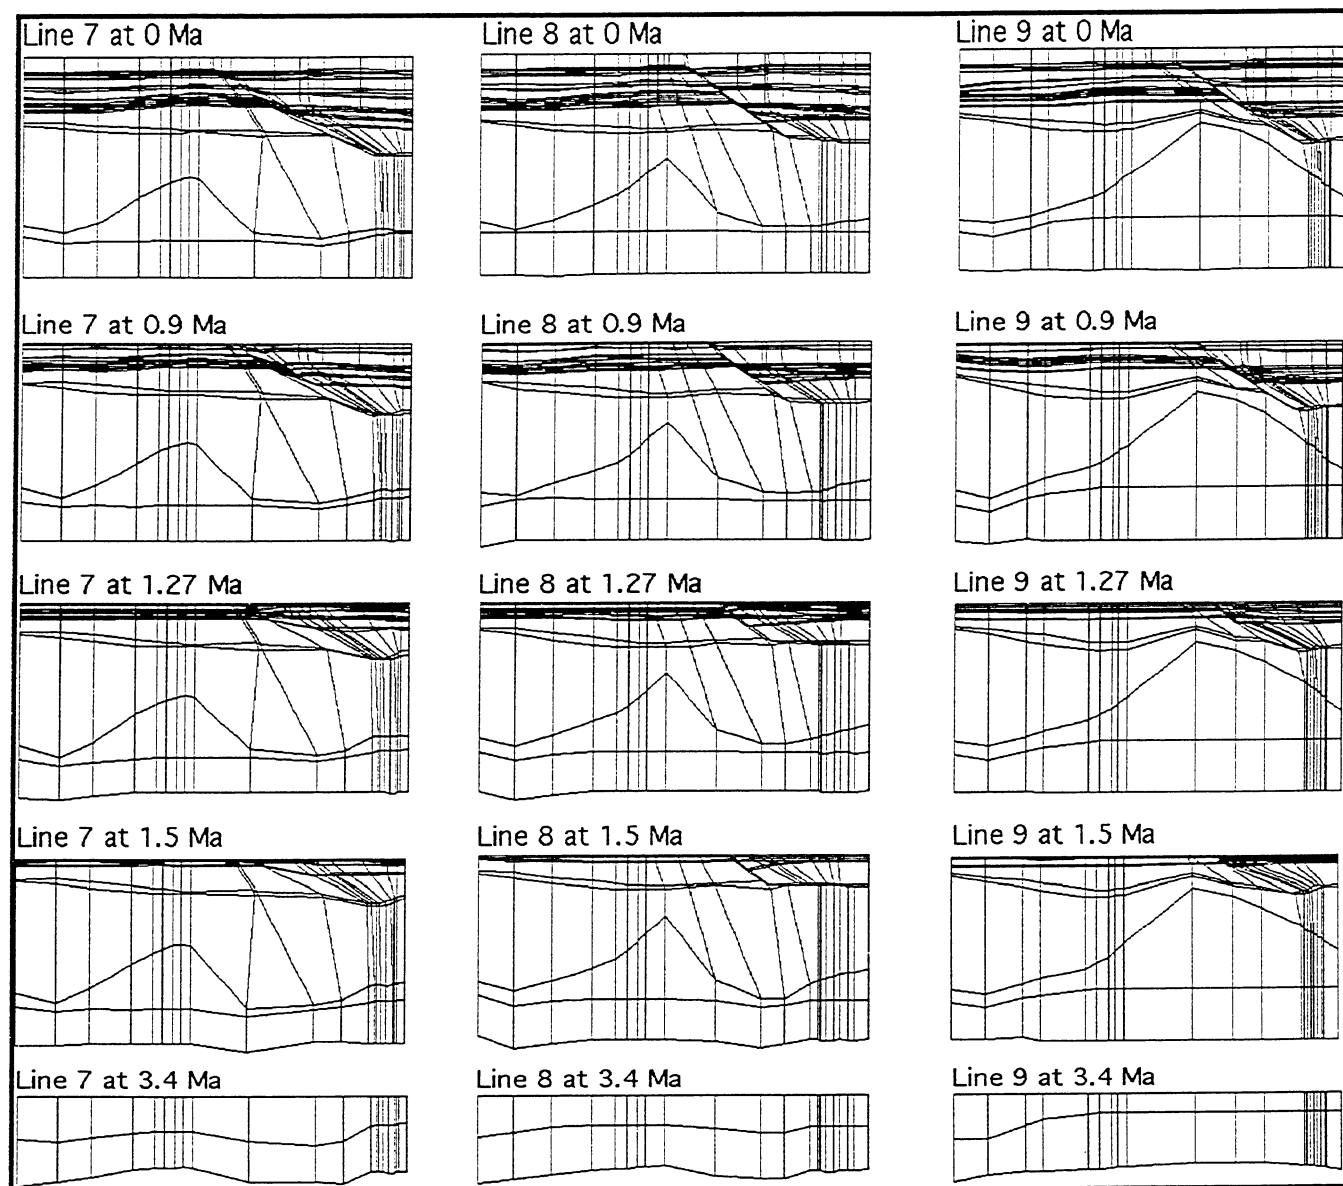 Line 7 at 0 Ma
Line 8 at 0 Ma
Line 9 at 0 Ma
Line 7 at 0.9 Ma
Line 8 at 0.9 Ma
Line 9 at 0.9 Ma
Line 7 at 1.27 Ma
Line 8 at 1.27 Ma
Line 9 at 1.27 Ma
Line 7 at 1.5 Ma
Line 8 at 1.5 Ma
Line 9 at 1.5 Ma
Line 7 at 3.4 Ma
Line 8 at 3.4 Ma
Line 9 at 3.4 Ma